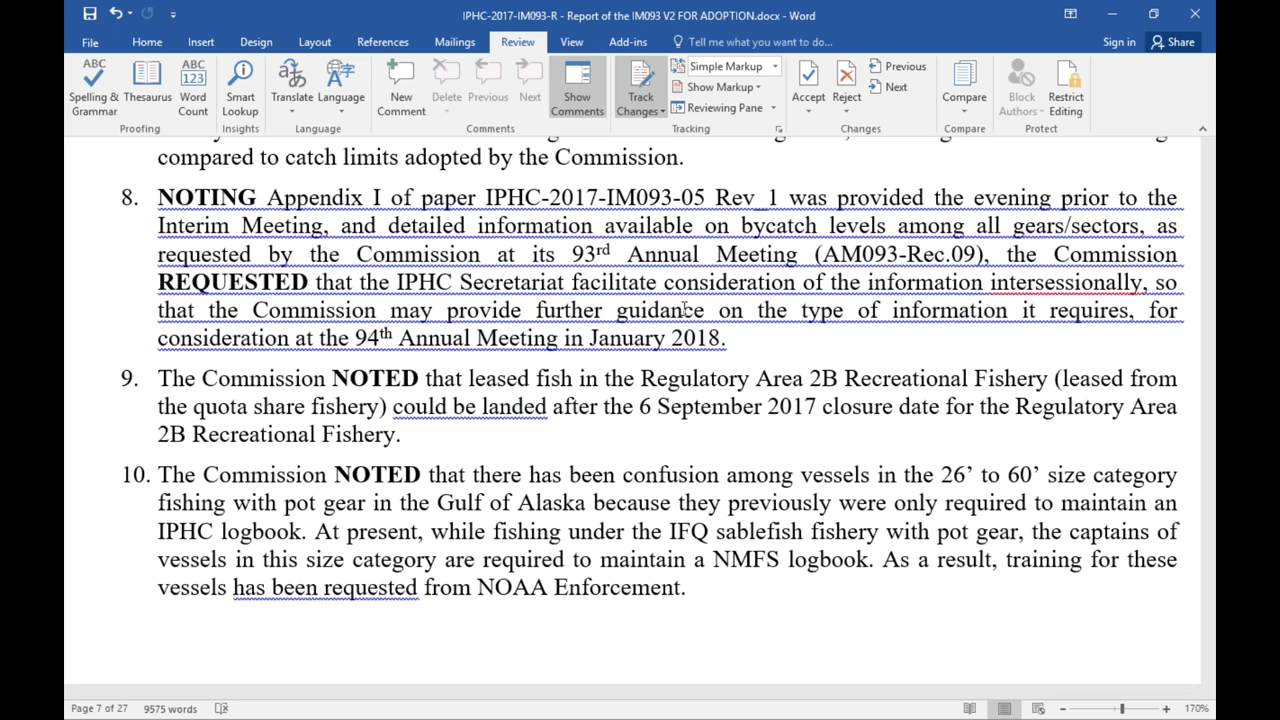 IPHC-2017-IM093-R - Report of the IM093 V2 FOR ADOPTION.docx - Word
File Home Insert Design Layout References Mailings Review View Add-ins Tell me what you want to do... Sign in Share
ABC Spelling & Grammar
Thesaurus
ABC 123 Word Count
Smart Lookup
Translate
Language
New Comment
Delete
Previous
Next
Show Comments
Track Changes
Simple Markup
Show Markup
Reviewing Pane
Accept
Reject
Previous
Next
Compare
Block Authors
Restrict Editing
Proofing Insights Language Comments Tracking Changes Compare Protect
compared to catch limits adopted by the Commission.
8. NOTING Appendix I of paper IPHC-2017-IM093-05 Rev_1 was provided the evening prior to the
Interim Meeting, and detailed information available on bycatch levels among all gears/sectors, as
requested by the Commission at its 93rd Annual Meeting (AM093-Rec.09), the Commission
REQUESTED that the IPHC Secretariat facilitate consideration of the information intersessionally, so
that the Commission may provide further guidance on the type of information it requires, for
consideration at the 94th Annual Meeting in January 2018.
9. The Commission NOTED that leased fish in the Regulatory Area 2B Recreational Fishery (leased from
the quota share fishery) could be landed after the 6 September 2017 closure date for the Regulatory Area
2B Recreational Fishery.
10. The Commission NOTED that there has been confusion among vessels in the 26’ to 60’ size category
fishing with pot gear in the Gulf of Alaska because they previously were only required to maintain an
IPHC logbook. At present, while fishing under the IFQ sablefish fishery with pot gear, the captains of
vessels in this size category are required to maintain a NMFS logbook. As a result, training for these
vessels has been requested from NOAA Enforcement.
Page 7 of 27 9575 words 170%